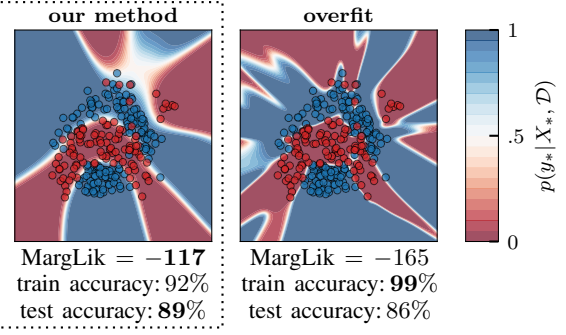 our method
MargLik = −117
train accuracy: 92%
test accuracy: 89%
overfit
MargLik = −165
train accuracy: 99%
test accuracy: 86%
1
.5
0
p(y*|X*, D)